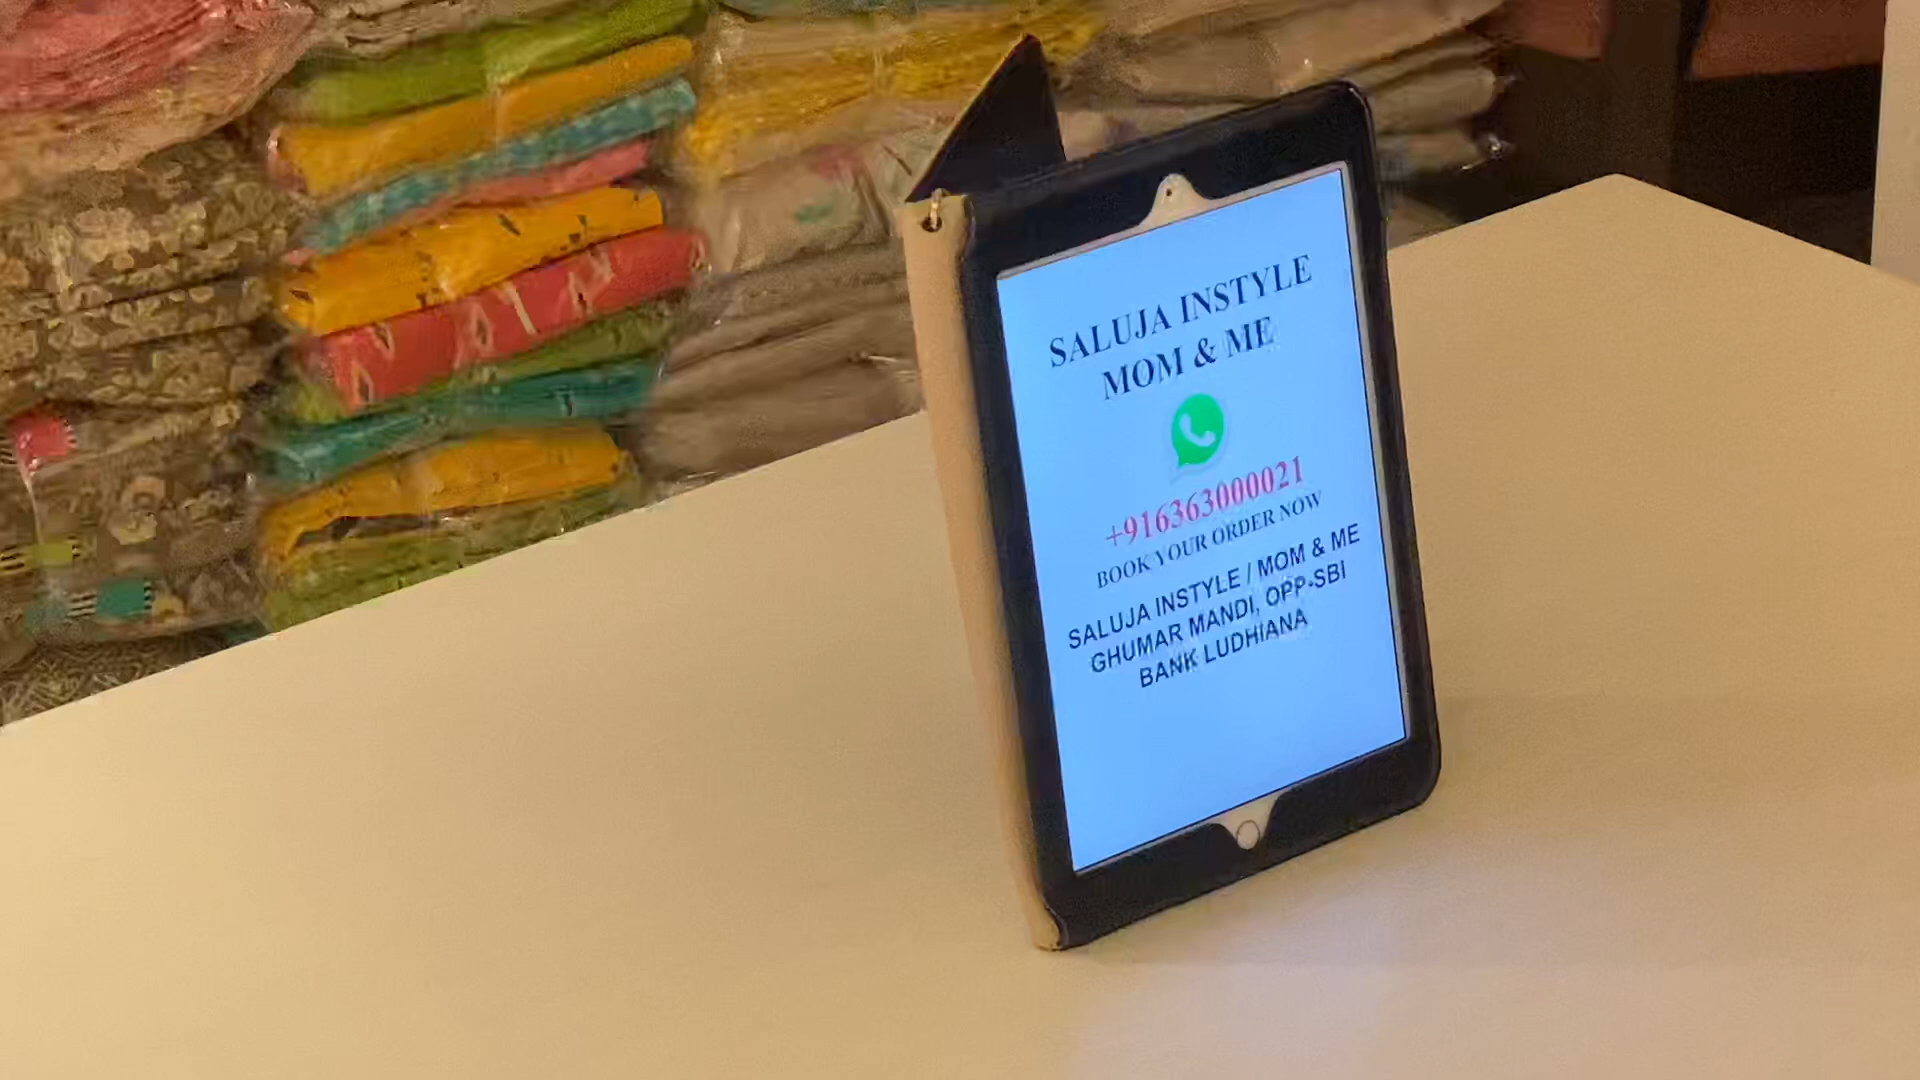 SALUJA INSTYLE
MOM & ME
+916363000021
BOOK YOUR ORDER NOW
SALUJA INSTYLE / MOM & ME
GHUMAR MANDI, OPP-SBI
BANK LUDHIANA